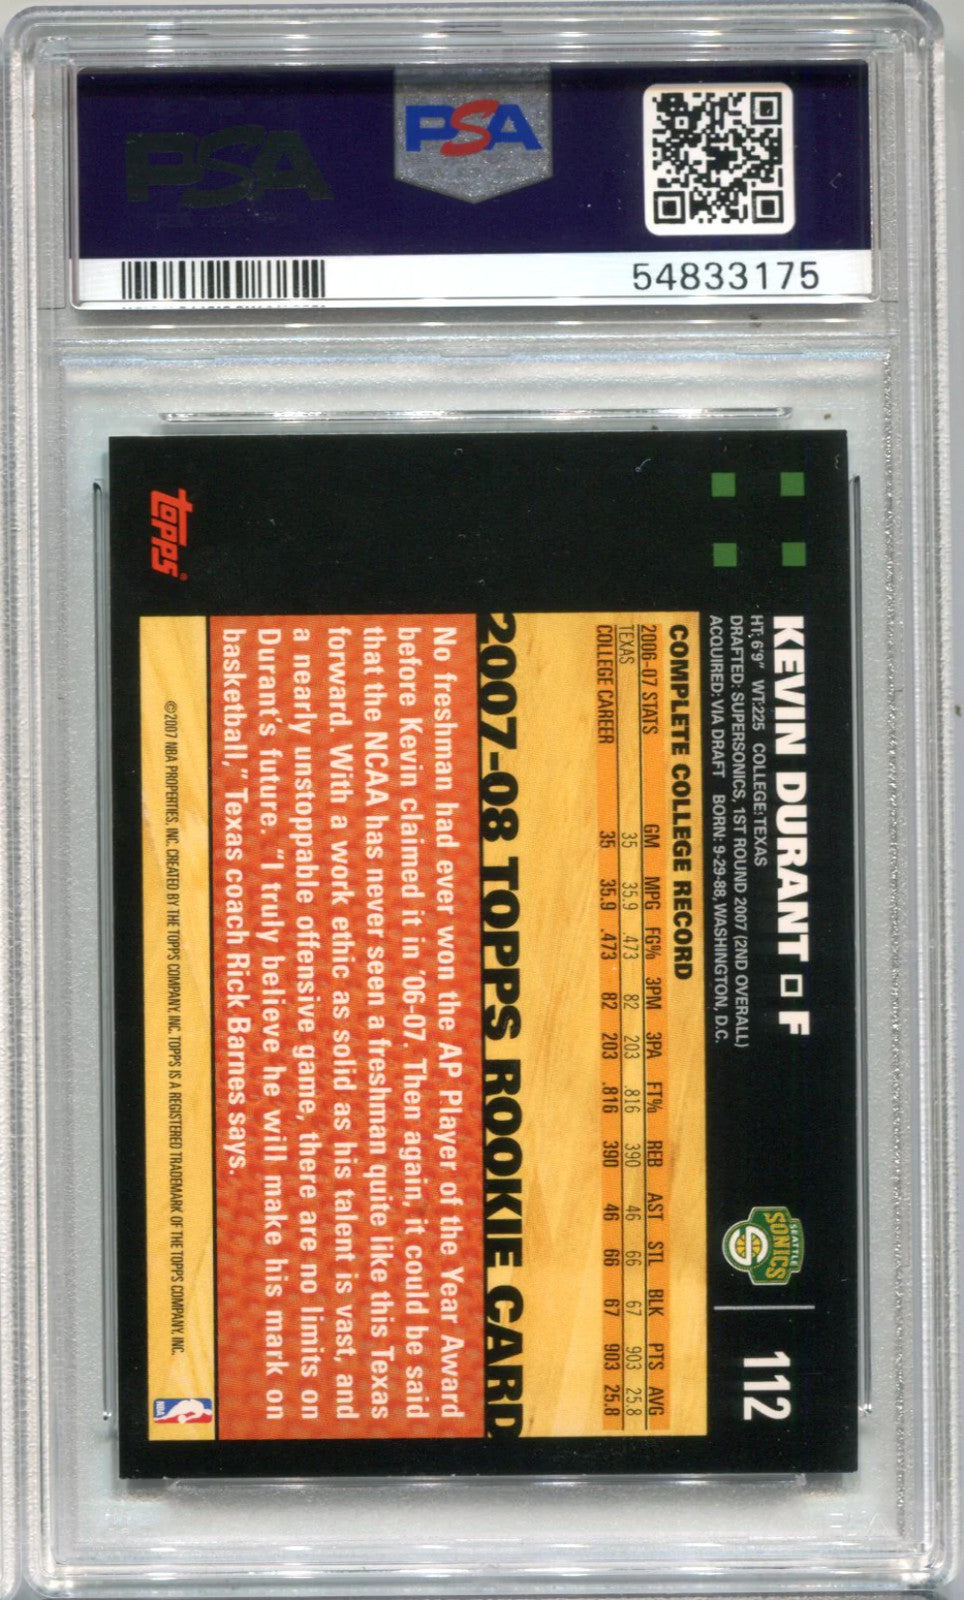 PSA
PSA
54833175
KEVIN DURANT □ F
HT: 6'9" WT:225 COLLEGE: TEXAS
DRAFTED: SUPERSONICS, 1ST ROUND 2007 (2ND OVERALL)
ACQUIRED: VIA DRAFT BORN: 9-29-88, WASHINGTON, D.C.
SEATTLE
SONICS
112
COMPLETE COLLEGE RECORD
2006-07 STATS GM MPG FG% 3PM 3PA FT% REB AST STL BLK PTS AVG
TEXAS 35 35.9 .473 82 203 .816 390 46 66 67 903 25.8
COLLEGE CAREER 35 35.9 .473 82 203 .816 390 46 66 67 903 25.8
2007-08 TOPPS ROOKIE CARD
No freshman had ever won the AP Player of the Year Award
before Kevin claimed it in '06-07. Then again, it could be said
that the NCAA has never seen a freshman quite like this Texas
forward. With a work ethic as solid as his talent is vast, and
a nearly unstoppable offensive game, there are no limits on
Durant's future. "I truly believe he will make his mark on
basketball," Texas coach Rick Barnes says.
topps®
©2007 NBA PROPERTIES, INC. CREATED BY THE TOPPS COMPANY, INC. TOPPS IS A REGISTERED TRADEMARK OF THE TOPPS COMPANY, INC.
NBA